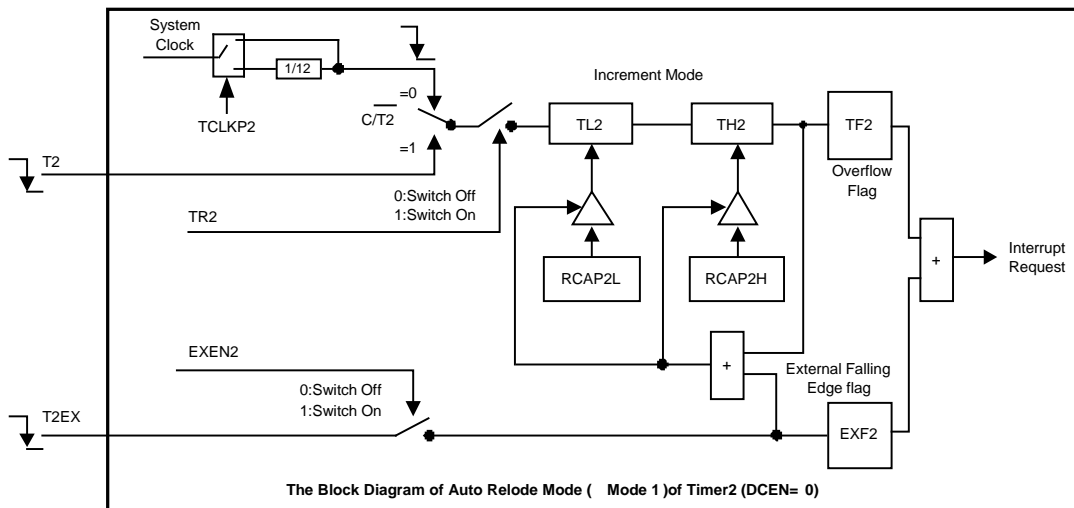 System
Clock
1/12
TCLKP2
=0
C/T2
=1
T2
TR2
0:Switch Off
1:Switch On
Increment Mode
TL2
TH2
TF2
Overflow
Flag
RCAP2L
RCAP2H
+
Interrupt
Request
EXEN2
0:Switch Off
1:Switch On
+
External Falling
Edge flag
T2EX
EXF2
The Block Diagram of Auto Relode Mode ( Mode 1 )of Timer2 (DCEN= 0)